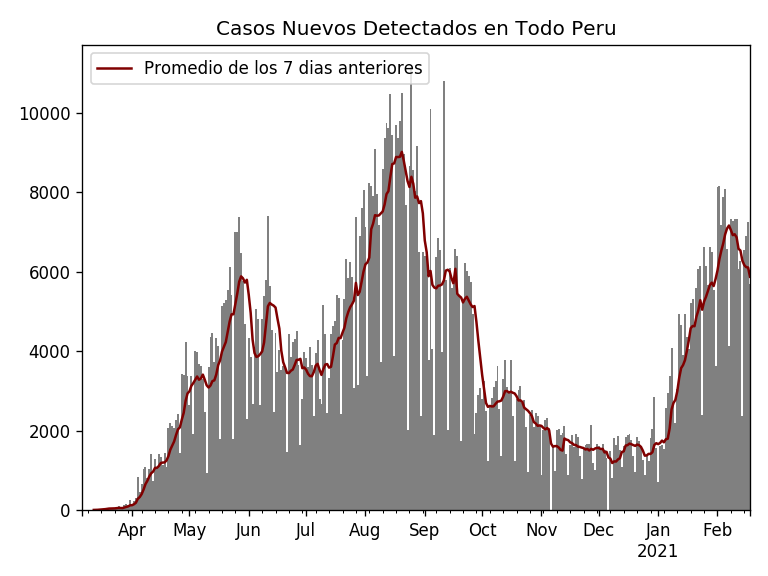 Casos Nuevos Detectados en Todo Peru
Promedio de los 7 dias anteriores
10000
8000
6000
4000
2000
0
Apr May Jun Jul Aug Sep Oct Nov Dec Jan Feb
2021